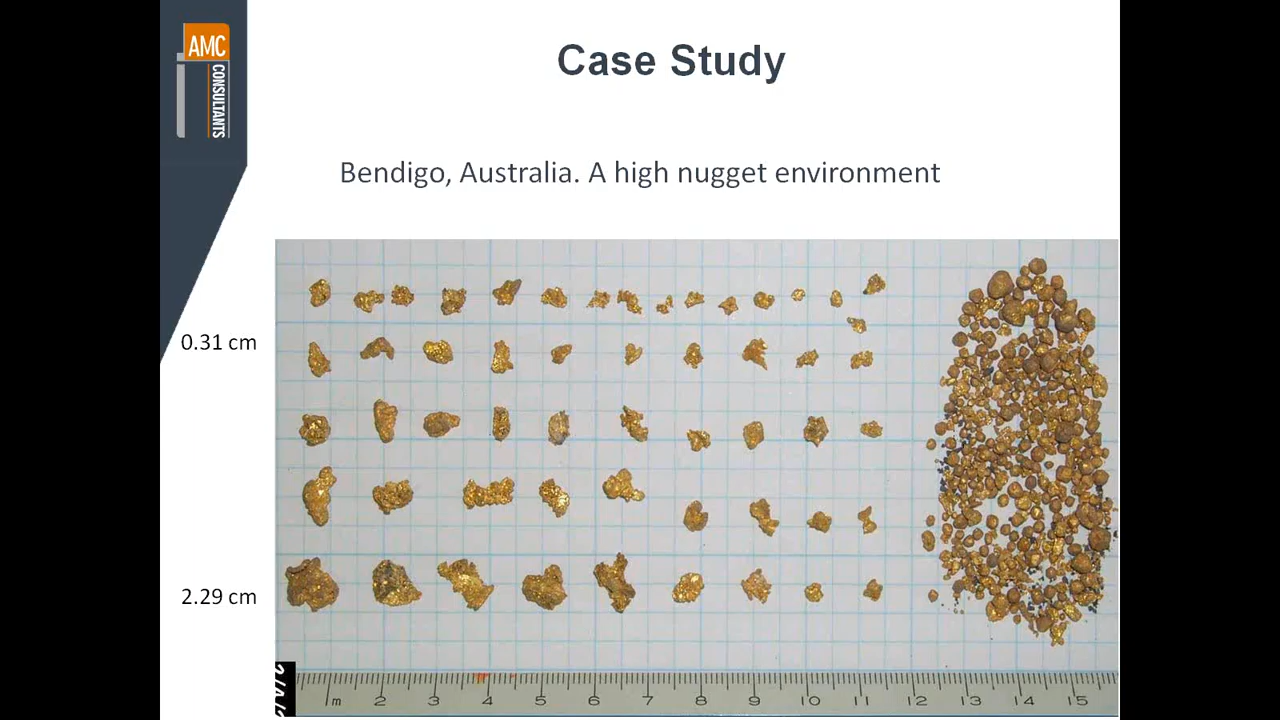 AMC
CONSULTANTS
Case Study
Bendigo, Australia. A high nugget environment
0.31 cm
2.29 cm
m 2 3 4 5 6 7 8 9 10 11 12 13 14 15